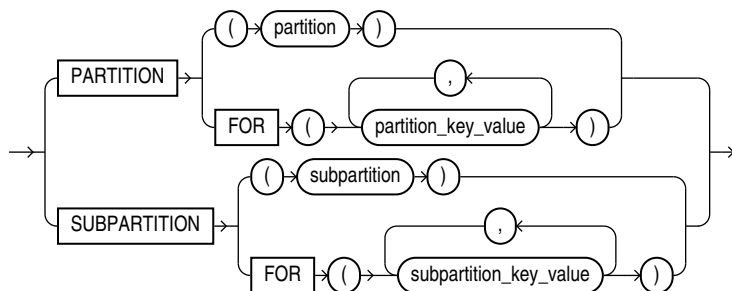 ( partition )
PARTITION
,
FOR ( partition_key_value )
( subpartition )
SUBPARTITION
,
FOR ( subpartition_key_value )